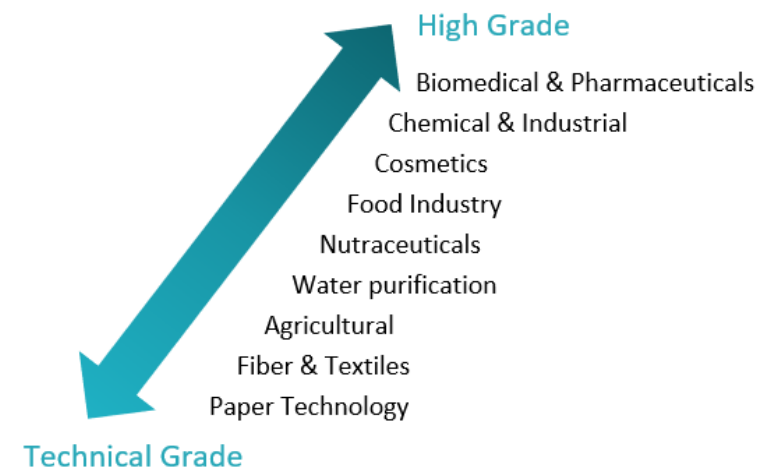 High Grade
Biomedical & Pharmaceuticals
Chemical & Industrial
Cosmetics
Food Industry
Nutraceuticals
Water purification
Agricultural
Fiber & Textiles
Paper Technology
Technical Grade